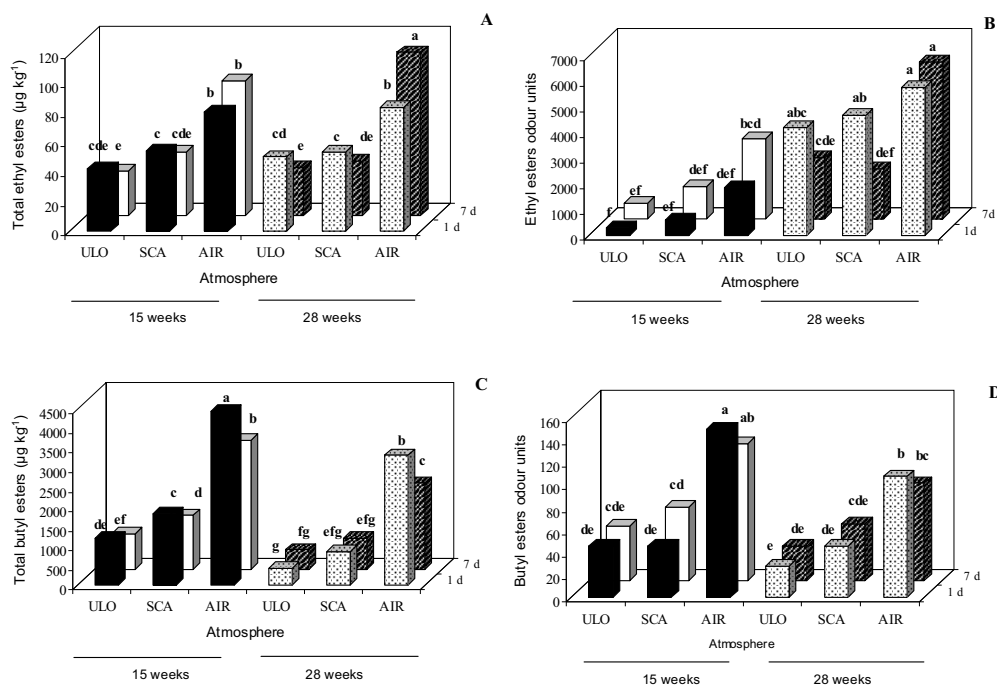 A
Total ethyl esters (µg kg-1)
120
100
80
60
40
20
0
cde e c cde b b cd e c de b a
7 d
1 d
ULO SCA AIR ULO SCA AIR
Atmosphere
15 weeks 28 weeks
B
Ethyl esters odour units
7000
6000
5000
4000
3000
2000
1000
0
f ef ef def def bcd abc cde ab def a a
7 d
1 d
ULO SCA AIR ULO SCA AIR
Atmosphere
15 weeks 28 weeks
C
Total butyl esters (µg kg-1)
4500
4000
3500
3000
2500
2000
1500
1000
500
0
de ef c d a b g fg efg efg b c
7 d
1 d
ULO SCA AIR ULO SCA AIR
Atmosphere
15 weeks 28 weeks
D
Butyl esters odour units
160
140
120
100
80
60
40
20
0
de cde de cd a ab e de de cde b bc
7 d
1 d
ULO SCA AIR ULO SCA AIR
Atmosphere
15 weeks 28 weeks